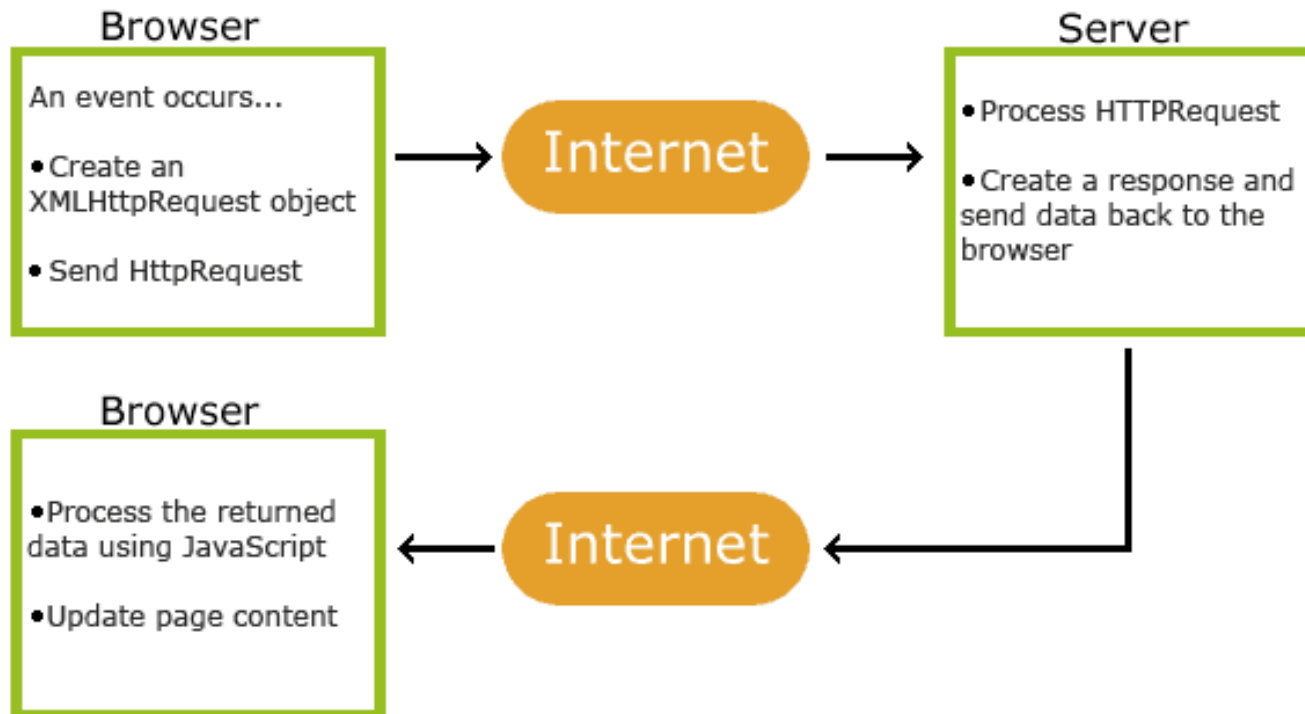 Browser
An event occurs...
•Create an
XMLHttpRequest object
• Send HttpRequest
Internet
Server
•Process HTTPRequest
•Create a response and
send data back to the
browser
Browser
•Process the returned
data using JavaScript
•Update page content
Internet